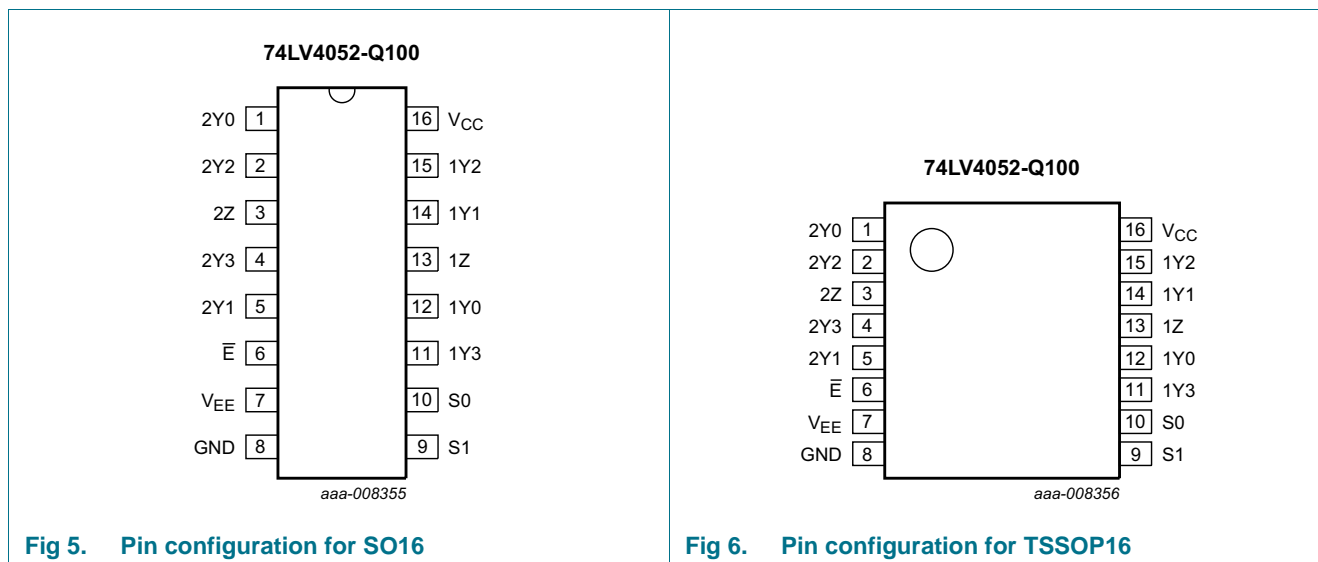 74LV4052-Q100
2Y0 1 16 VCC
2Y2 2 15 1Y2
2Z 3 14 1Y1
2Y3 4 13 1Z
2Y1 5 12 1Y0
E̅ 6 11 1Y3
VEE 7 10 S0
GND 8 9 S1
aaa-008355
Fig 5. Pin configuration for SO16
74LV4052-Q100
2Y0 1 16 VCC
2Y2 2 15 1Y2
2Z 3 14 1Y1
2Y3 4 13 1Z
2Y1 5 12 1Y0
E̅ 6 11 1Y3
VEE 7 10 S0
GND 8 9 S1
aaa-008356
Fig 6. Pin configuration for TSSOP16